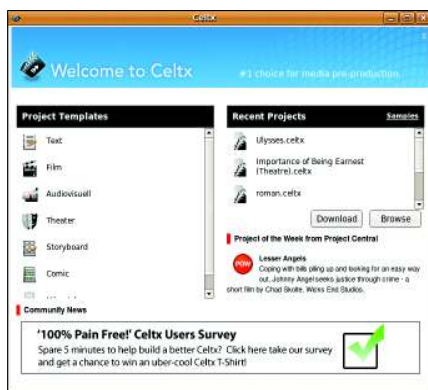 Celtx
Welcome to Celtx
#1 choice for media pre-production.
Project Templates
Text
Film
Audiovisuell
Theater
Storyboard
Comic
Recent Projects
Samples
Ulysses.celtx
Importance of Being Earnest
(Theatre).celtx
roman.celtx
Download
Browse
Project of the Week from Project Central
POW
Lesser Angels
Coping with bills piling up and looking for an easy way
out, Johnny Angel seeks justice through crime - a
short film by Chad Skolte, Wicks End Studios.
Community News
'100% Pain Free!' Celtx Users Survey
Spare 5 minutes to help build a better Celtx? Click here take our survey
and get a chance to win an uber-cool Celtx T-Shirt!